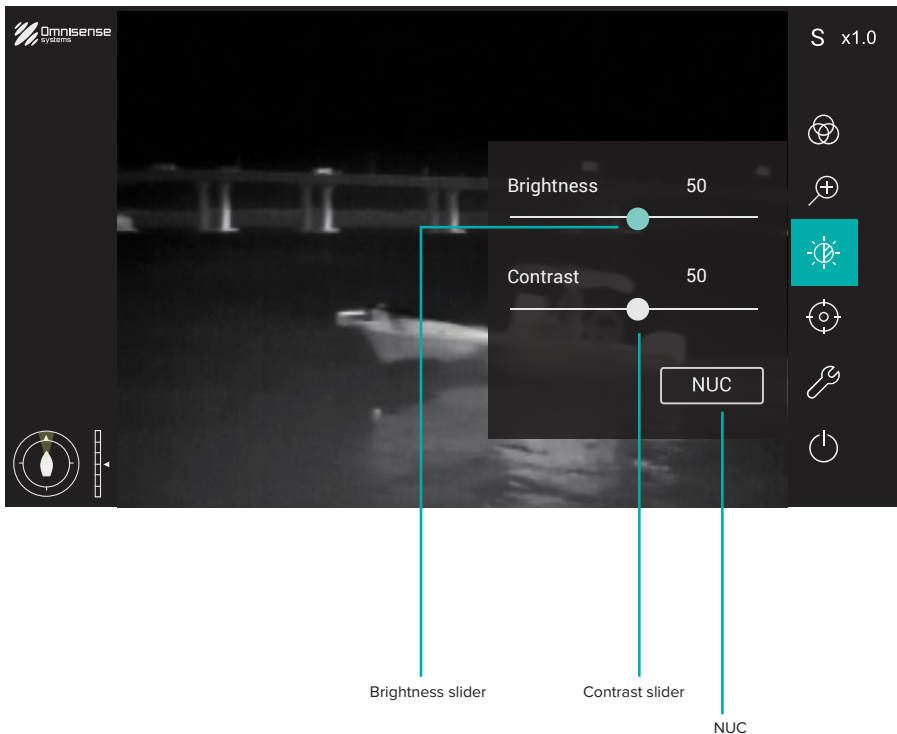 Omnisense
systems
S x1.0
Brightness 50
Contrast 50
NUC
Brightness slider
Contrast slider
NUC